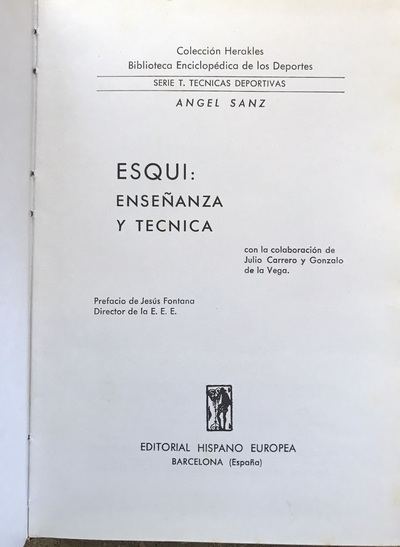 Colección Herakles
Biblioteca Enciclopédica de los Deportes
SERIE T. TECNICAS DEPORTIVAS
ANGEL SANZ
ESQUI:
ENSEÑANZA
Y TECNICA
con la colaboración de
Julio Carrero y Gonzalo
de la Vega.
Prefacio de Jesús Fontana
Director de la E. E. E.
EDITORIAL HISPANO EUROPEA
BARCELONA (España)